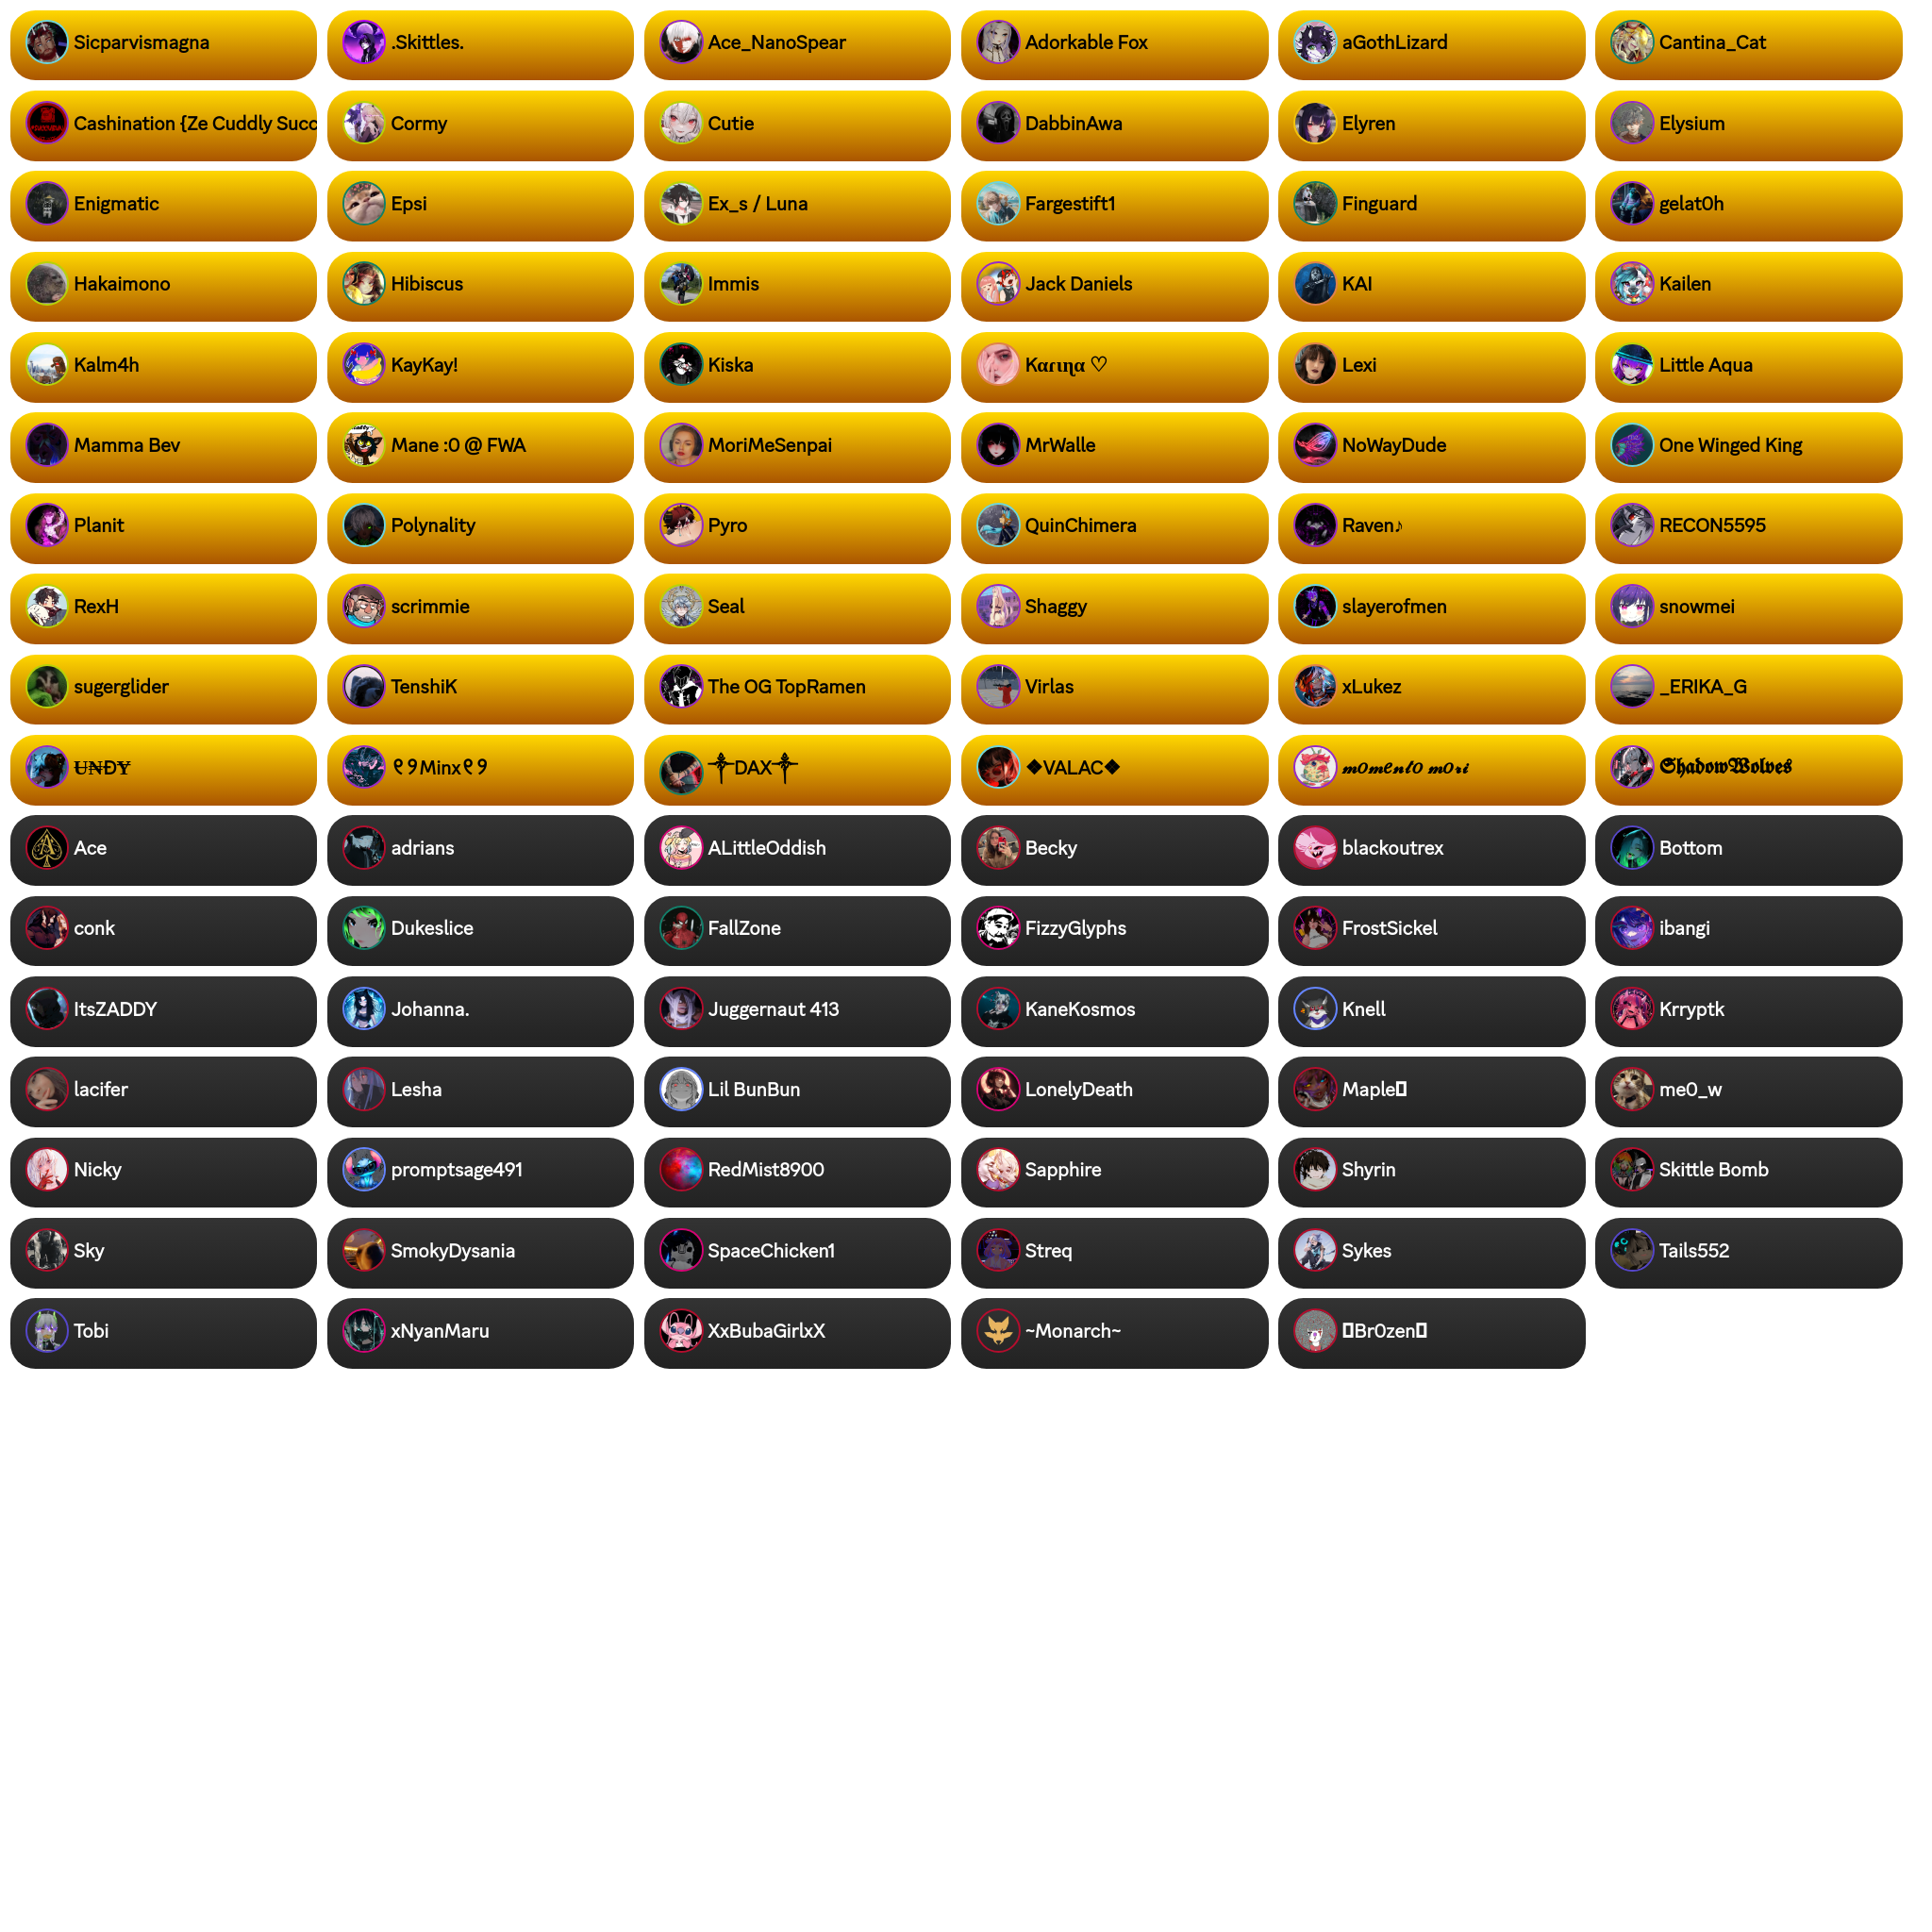 Sicparvismagna .Skittles. Ace_NanoSpear Adorkable Fox aGothLizard Cantina_Cat
Cashination {Ze Cuddly Succ Cormy Cutie DabbinAwa Elyren Elysium
Enigmatic Epsi Ex_s / Luna Fargestift1 Finguard gelat0h
Hakaimono Hibiscus Immis Jack Daniels KAI Kailen
Kalm4h KayKay! Kiska Kαɾιɳα ♡ Lexi Little Aqua
Mamma Bev Mane :0 @ FWA MoriMeSenpai MrWalle NoWayDude One Winged King
Planit Polynality Pyro QuinChimera Raven♪ RECON5595
RexH scrimmie Seal Shaggy slayerofmen snowmei
sugerglider TenshiK The OG TopRamen Virlas xLukez _ERIKA_G
U̶₦ĐɎ ୧୨Minx୧୨ ⸸DAX⸸ ❖VALAC❖ 𝓶𝓸𝓶𝓮𝓷𝓽𝓸 𝓶𝓸𝓻𝓲 𝕾𝖍𝖆𝖉𝖔𝖜𝖂𝖔𝖑𝖛𝖊𝖘
Ace adrians ALittleOddish Becky blackoutrex Bottom
conk Dukeslice FallZone FizzyGlyphs FrostSickel ibangi
ItsZADDY Johanna. Juggernaut 413 KaneKosmos Knell Krryptk
lacifer Lesha Lil BunBun LonelyDeath Maple me0_w
Nicky promptsage491 RedMist8900 Sapphire Shyrin Skittle Bomb
Sky SmokyDysania SpaceChicken1 Streq Sykes Tails552
Tobi xNyanMaru XxBubaGirlxX ~Monarch~ Br0zen